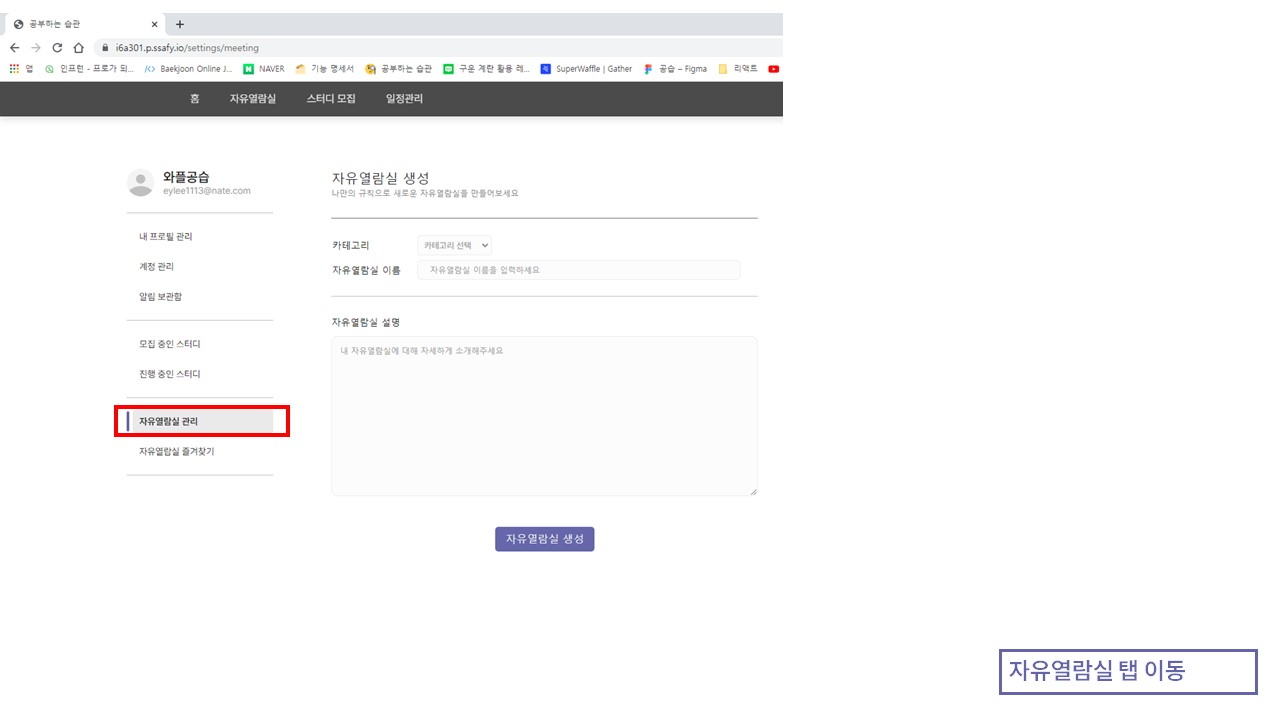 공부하는 습관
i6a301.p.ssafy.io/settings/meeting
앱 인프런 - 프로가 되... Baekjoon Online J... NAVER 기능 명세서 공부하는 습관 구운 계란 활용 레... SuperWaffle | Gather 공습 – Figma 리액트
홈 자유열람실 스터디 모집 일정관리
와플공습
eylee1113@nate.com
내 프로필 관리
계정 관리
알림 보관함
모집 중인 스터디
진행 중인 스터디
자유열람실 관리
자유열람실 즐겨찾기
자유열람실 생성
나만의 규칙으로 새로운 자유열람실을 만들어보세요
카테고리 카테고리 선택
자유열람실 이름 자유열람실 이름을 입력하세요
자유열람실 설명
내 자유열람실에 대해 자세하게 소개해주세요
자유열람실 생성
자유열람실 탭 이동